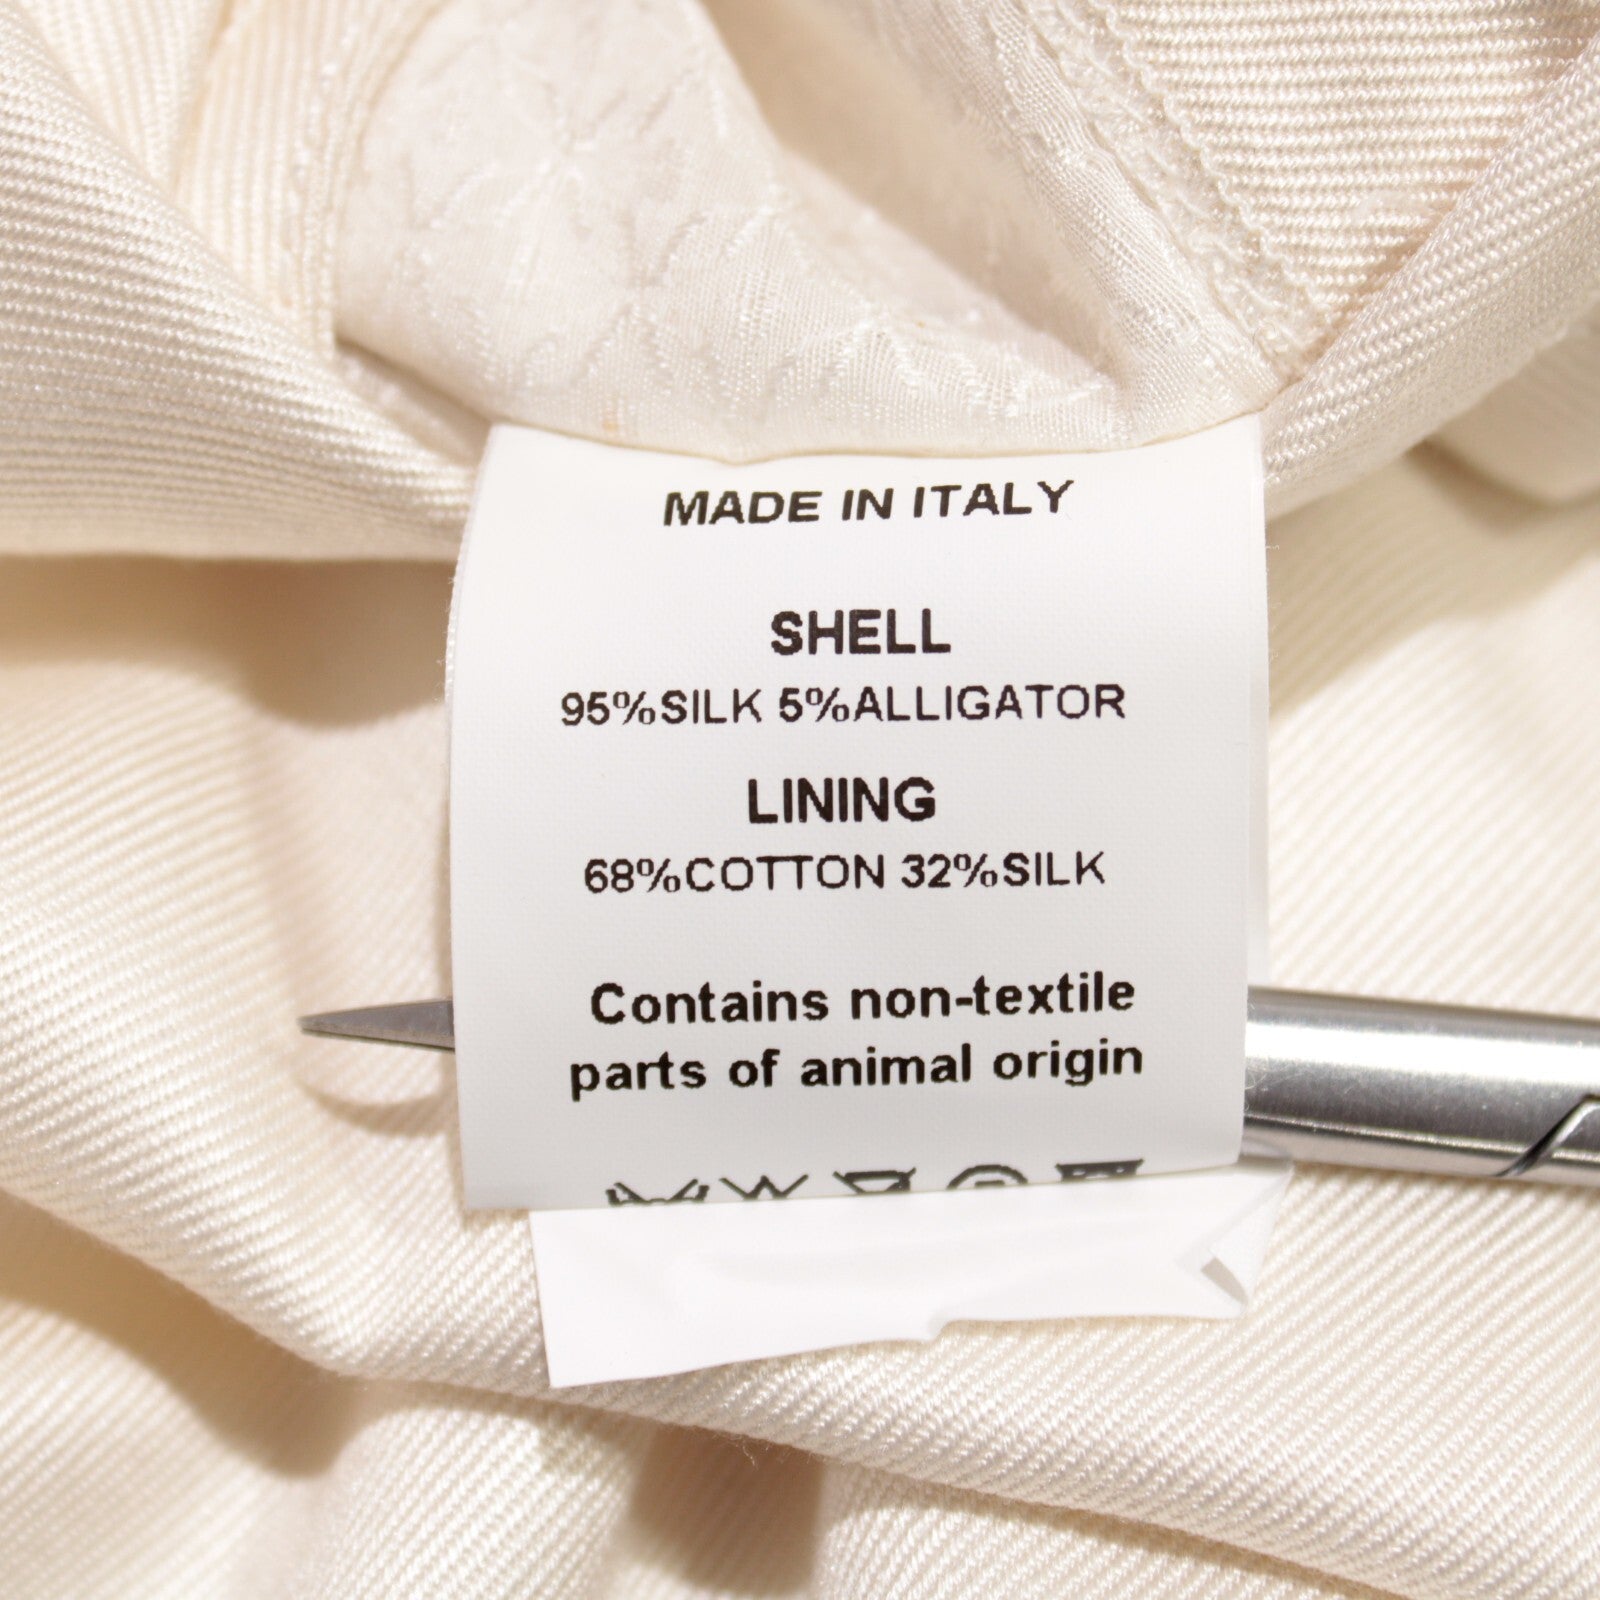 MADE IN ITALY
SHELL
95%SILK 5%ALLIGATOR
LINING
68%COTTON 32%SILK
Contains non-textile
parts of animal origin